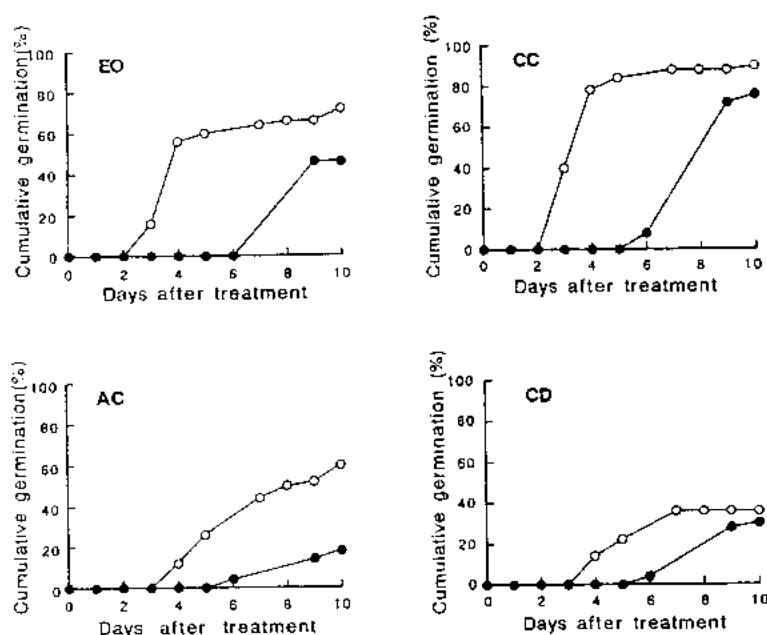 Cumulative germination(%)
100
80
60
40
20
0
EO
0 2 4 6 8 10
Days after treatment
Cumulative germination (%)
100
80
60
40
20
0
CC
0 2 4 6 8 10
Days after treatment
Cumulative germination(%)
100
80
60
40
20
0
AC
0 2 4 6 8 10
Days after treatment
Cumulative germination (%)
100
80
60
40
20
0
CD
0 2 4 6 8 10
Days after treatment